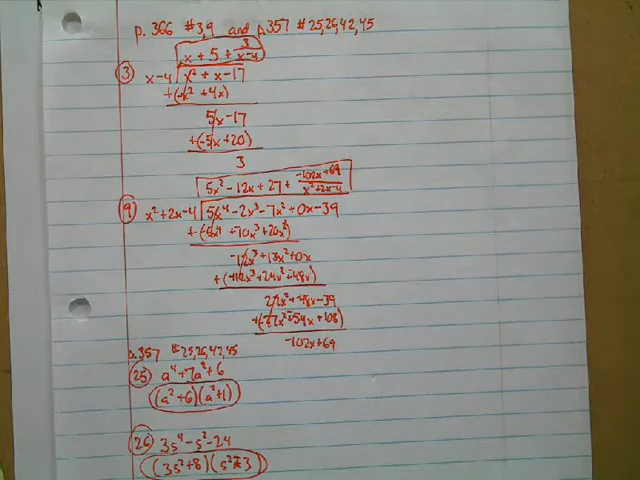 p. 366 #3,9 and p.357 #25,26,42,45
x + 5 + 3/(x-4)
③ x-4 √ x² + x - 17
+(-x² + 4x)
5x - 17
+(-5x + 20)
3
5x² - 12x + 27 + (-102x + 69)/(x² + 2x - 4)
⑨ x² + 2x - 4 √ 5x⁴ - 2x³ - 7x² + 0x - 39
+(-5x⁴ + -10x³ + 20x²)
-12x³ + 13x² + 0x
+(+12x³ + 24x² - 48x)
27x² + -48x - 39
+(-27x² - 54x + 108)
-102x + 69
p.357 #25,26,42,45
㉕ a⁴ + 7a² + 6
(a² + 6)(a² + 1)
㉖ 3s⁴ - s² - 24
(3s² + 8)(s² - 3)